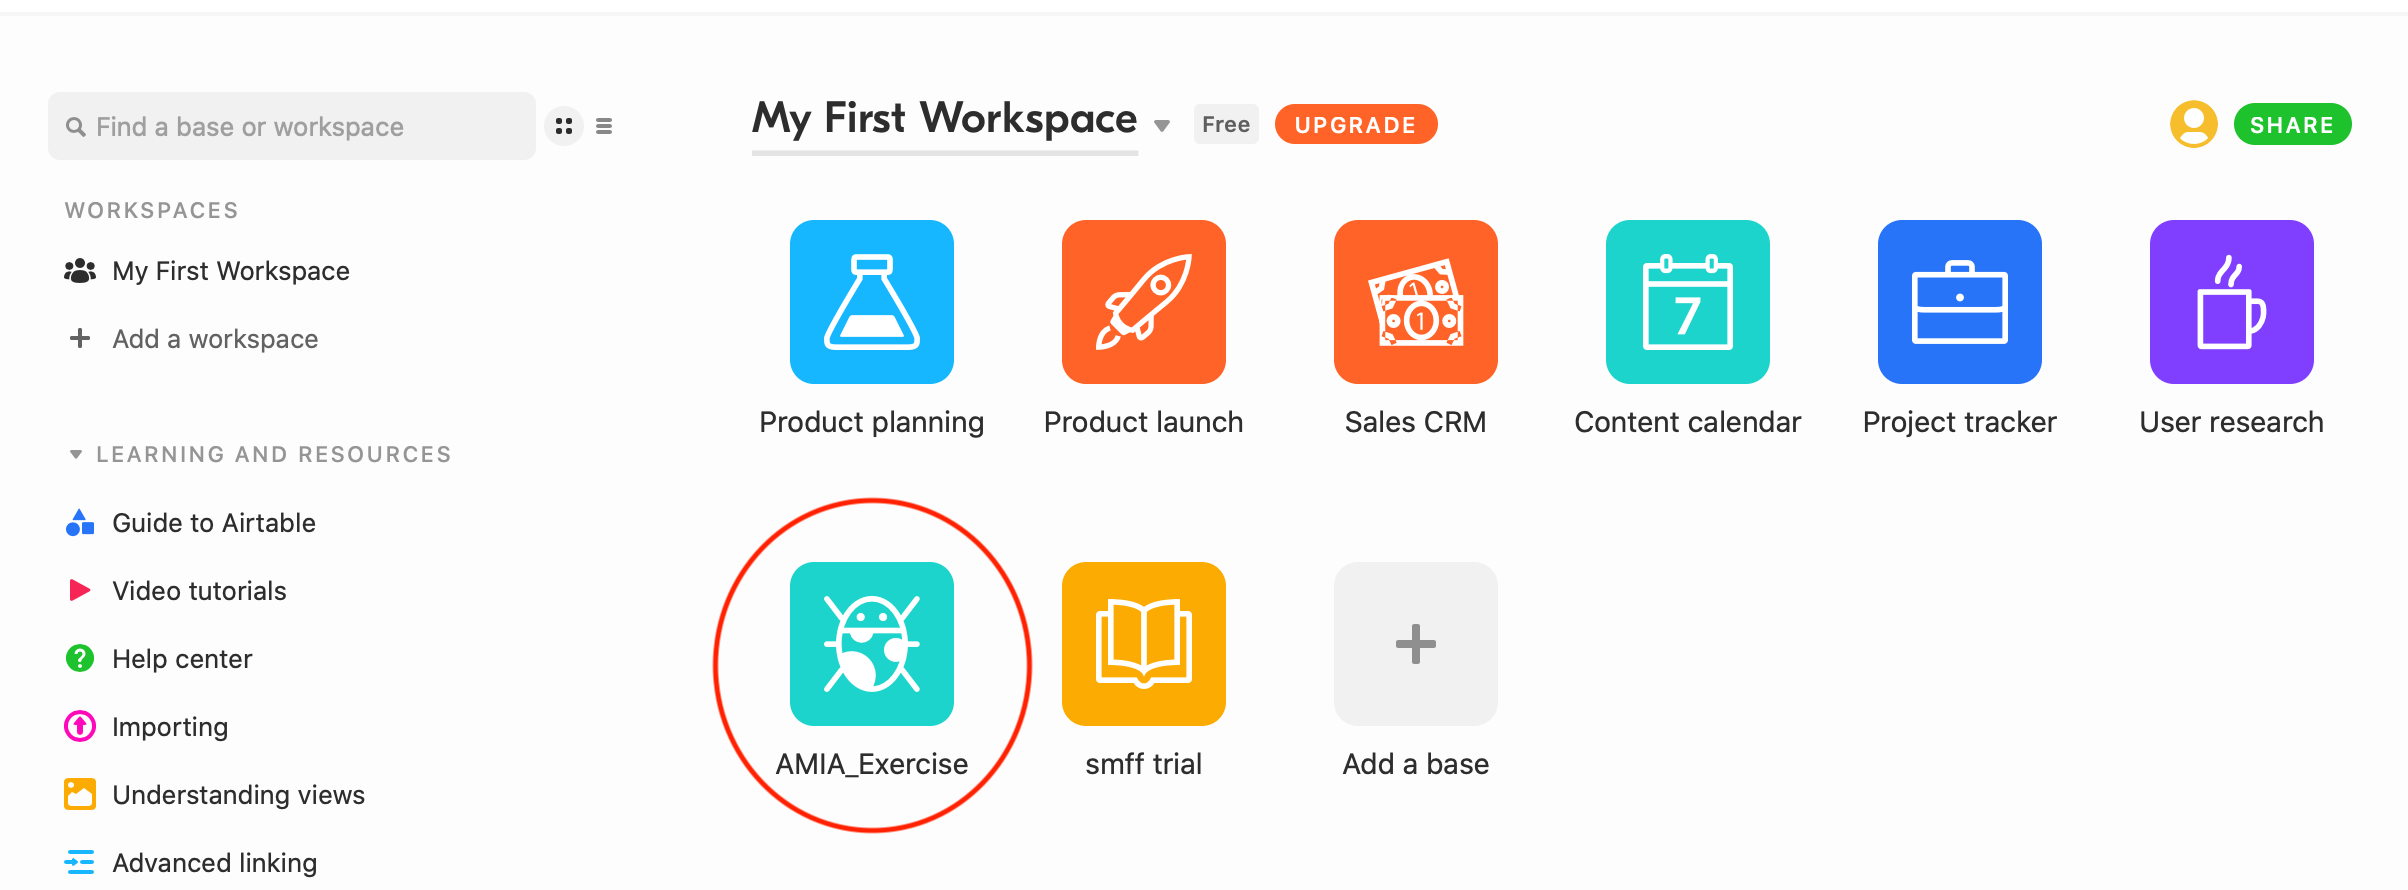 Find a base or workspace
WORKSPACES
My First Workspace
Add a workspace
LEARNING AND RESOURCES
Guide to Airtable
Video tutorials
? Help center
Importing
Understanding views
Advanced linking
My First Workspace Free UPGRADE SHARE
1 1
7
Product planning Product launch Sales CRM Content calendar Project tracker User research
AMIA_Exercise smff trial Add a base